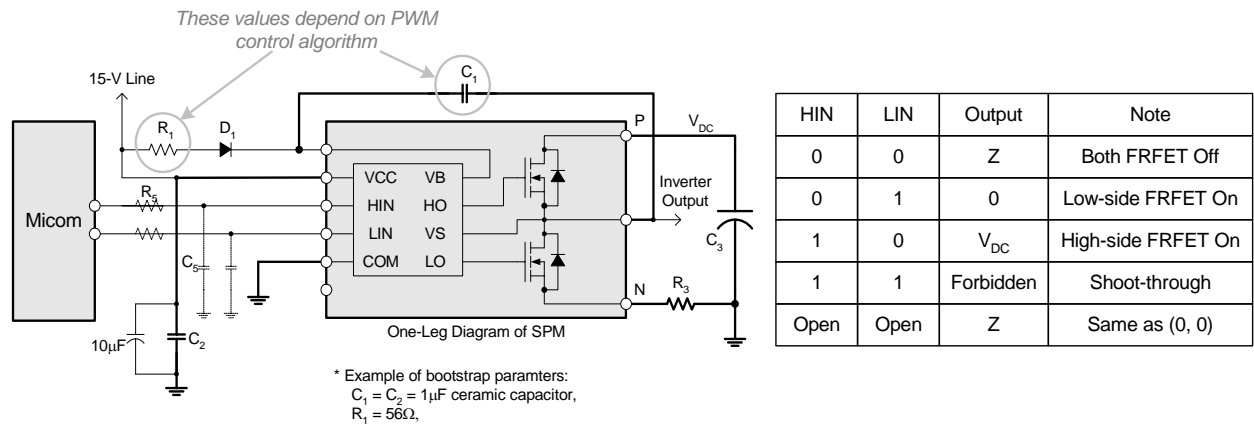 These values depend on PWM
control algorithm
15-V Line
R1
D1
C1
Micom
R5
C5
10μF
C2
VCC
VB
HIN
HO
LIN
VS
COM
LO
P
VDC
Inverter
Output
C3
N
R3
One-Leg Diagram of SPM
* Example of bootstrap paramters:
C1 = C2 = 1μF ceramic capacitor,
R1 = 56Ω,
HIN LIN Output Note
0 0 Z Both FRFET Off
0 1 0 Low-side FRFET On
1 0 VDC High-side FRFET On
1 1 Forbidden Shoot-through
Open Open Z Same as (0, 0)